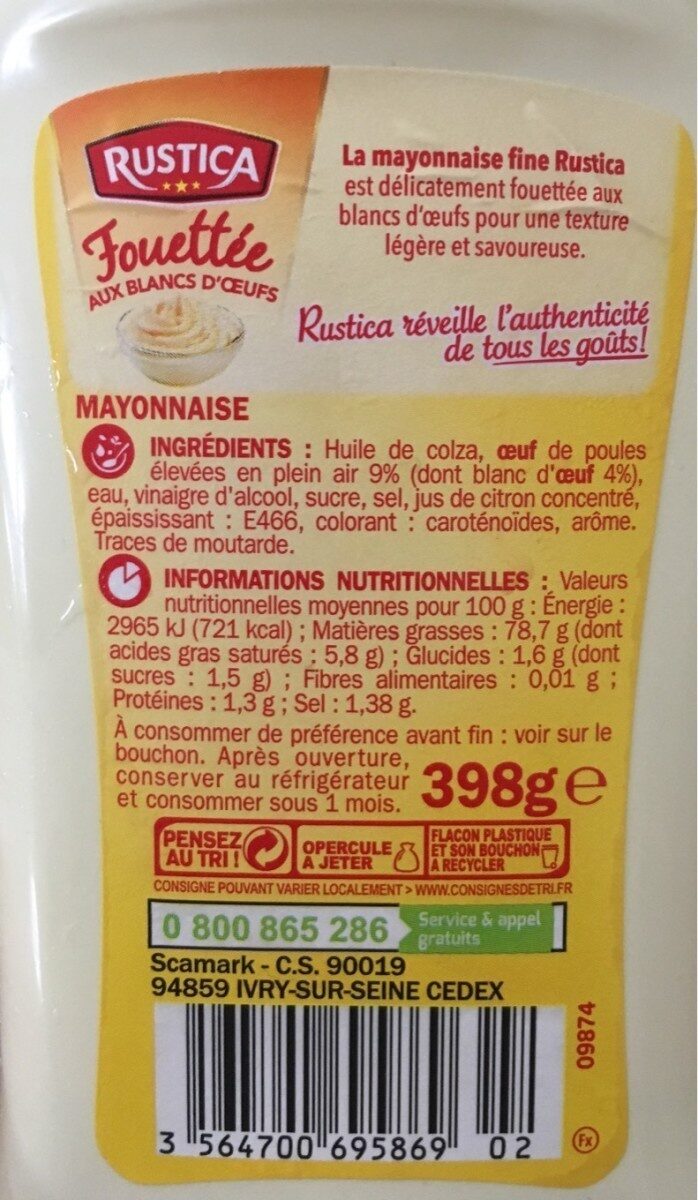 RUSTICA
Fouettée
AUX BLANCS D'ŒUFS
La mayonnaise fine Rustica
est délicatement fouettée aux
blancs d'œufs pour une texture
légère et savoureuse.
Rustica réveille l'authenticité
de tous les goûts!
MAYONNAISE
INGRÉDIENTS : Huile de colza, œuf de poules
élevées en plein air 9% (dont blanc d'œuf 4%),
eau, vinaigre d'alcool, sucre, sel, jus de citron concentré,
épaississant : E466, colorant : caroténoïdes, arôme.
Traces de moutarde.
INFORMATIONS NUTRITIONNELLES : Valeurs
nutritionnelles moyennes pour 100 g : Énergie :
2965 kJ (721 kcal) ; Matières grasses : 78,7 g (dont
acides gras saturés : 5,8 g) ; Glucides : 1,6 g (dont
sucres : 1,5 g) ; Fibres alimentaires : 0,01 g ;
Protéines : 1,3 g ; Sel : 1,38 g.
À consommer de préférence avant fin : voir sur le
bouchon. Après ouverture,
conserver au réfrigérateur
et consommer sous 1 mois.
398g e
PENSEZ
AU TRI !
OPERCULE
À JETER
FLACON PLASTIQUE
ET SON BOUCHON
À RECYCLER
CONSIGNE POUVANT VARIER LOCALEMENT > WWW.CONSIGNESDETRI.FR
0 800 865 286
Service & appel
gratuits
Scamark - C.S. 90019
94859 IVRY-SUR-SEINE CEDEX
09874
3 564700 695869 02
Fx